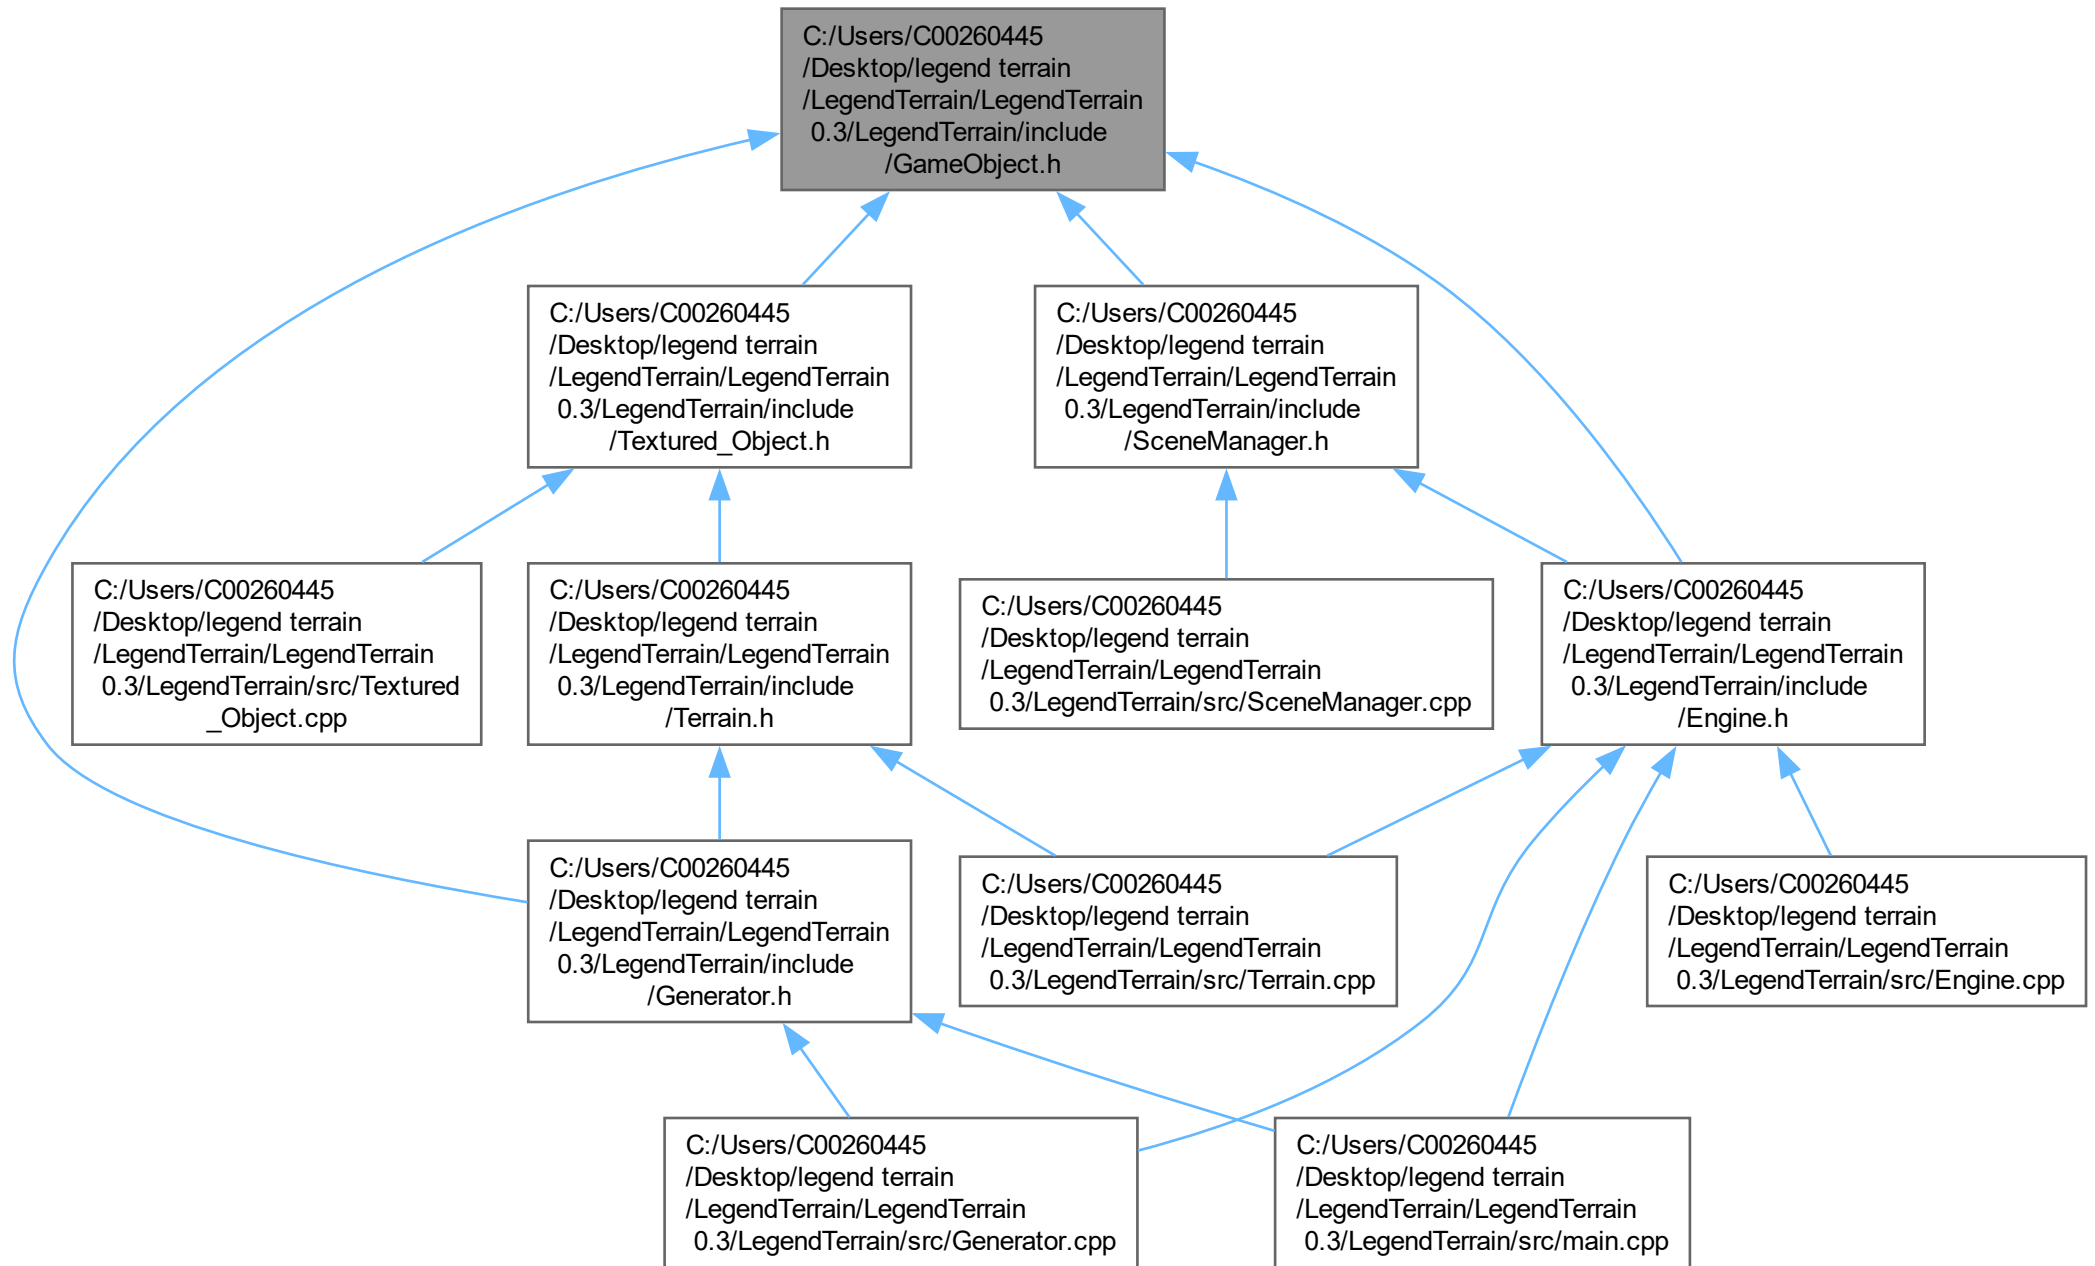 C:/Users/C00260445
/Desktop/legend terrain
/LegendTerrain/LegendTerrain
0.3/LegendTerrain/include
/GameObject.h
C:/Users/C00260445
/Desktop/legend terrain
/LegendTerrain/LegendTerrain
0.3/LegendTerrain/include
/Textured_Object.h
C:/Users/C00260445
/Desktop/legend terrain
/LegendTerrain/LegendTerrain
0.3/LegendTerrain/include
/SceneManager.h
C:/Users/C00260445
/Desktop/legend terrain
/LegendTerrain/LegendTerrain
0.3/LegendTerrain/src/Textured
_Object.cpp
C:/Users/C00260445
/Desktop/legend terrain
/LegendTerrain/LegendTerrain
0.3/LegendTerrain/include
/Terrain.h
C:/Users/C00260445
/Desktop/legend terrain
/LegendTerrain/LegendTerrain
0.3/LegendTerrain/src/SceneManager.cpp
C:/Users/C00260445
/Desktop/legend terrain
/LegendTerrain/LegendTerrain
0.3/LegendTerrain/include
/Engine.h
C:/Users/C00260445
/Desktop/legend terrain
/LegendTerrain/LegendTerrain
0.3/LegendTerrain/include
/Generator.h
C:/Users/C00260445
/Desktop/legend terrain
/LegendTerrain/LegendTerrain
0.3/LegendTerrain/src/Terrain.cpp
C:/Users/C00260445
/Desktop/legend terrain
/LegendTerrain/LegendTerrain
0.3/LegendTerrain/src/Engine.cpp
C:/Users/C00260445
/Desktop/legend terrain
/LegendTerrain/LegendTerrain
0.3/LegendTerrain/src/Generator.cpp
C:/Users/C00260445
/Desktop/legend terrain
/LegendTerrain/LegendTerrain
0.3/LegendTerrain/src/main.cpp